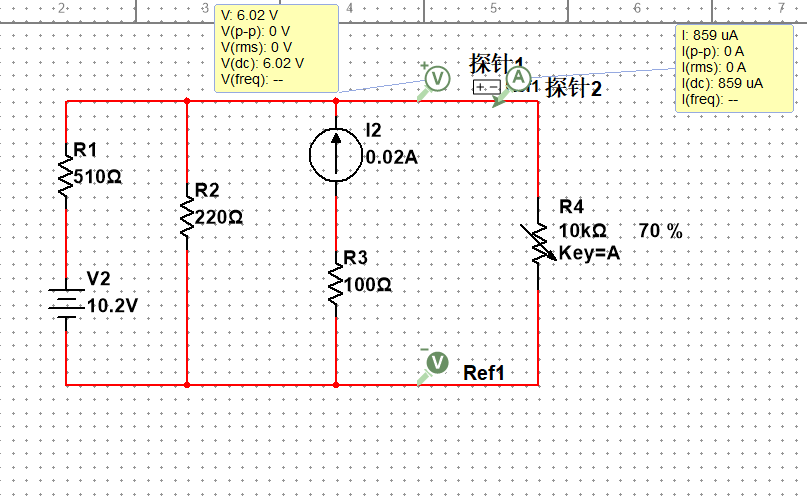 2 3 4 5 6 7
V: 6.02 V
V(p-p): 0 V
V(rms): 0 V
V(dc): 6.02 V
V(freq): --
I: 859 uA
I(p-p): 0 A
I(rms): 0 A
I(dc): 859 uA
I(freq): --
探针1
V
A
探针2
I2
0.02A
R1
510Ω
R2
220Ω
R4
10kΩ 70 %
Key=A
R3
100Ω
V2
10.2V
V
Ref1